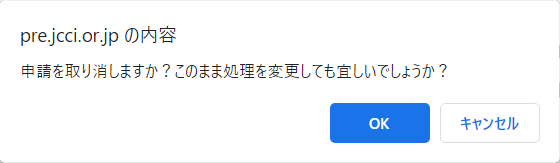 pre.jcci.or.jp の内容
申請を取り消しますか？このまま処理を変更しても宜しいでしょうか？
OK
キャンセル